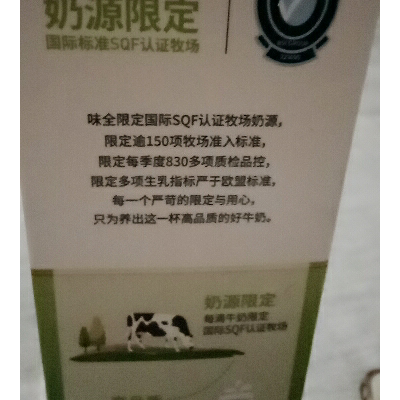 奶源限定
国际标准SQF认证牧场
味全限定国际SQF认证牧场奶源,
限定逾150项牧场准入标准,
限定每季度830多项质检品控,
限定多项生乳指标严于欧盟标准,
每一个严苛的限定与用心,
只为养出这一杯高品质的好牛奶。
奶源限定
每滴牛奶限定
国际SQF认证牧场